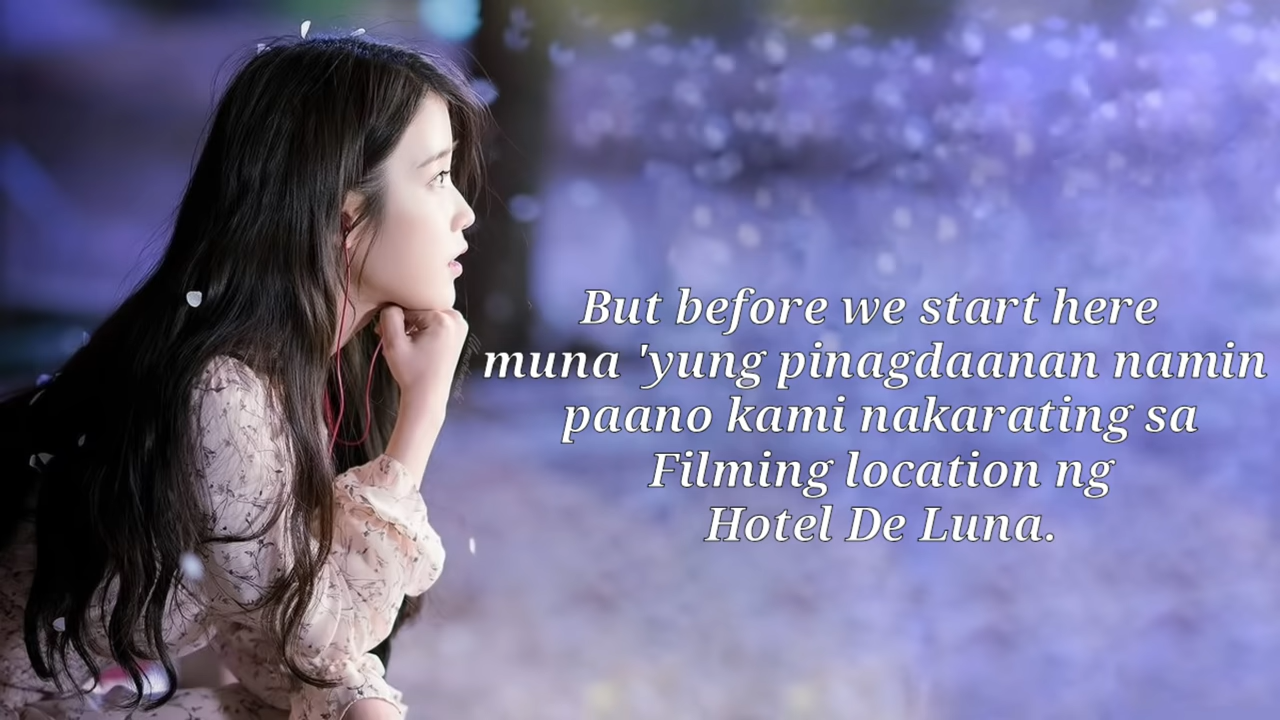 But before we start here
muna 'yung pinagdaanan namin
paano kami nakarating sa
Filming location ng
Hotel De Luna.